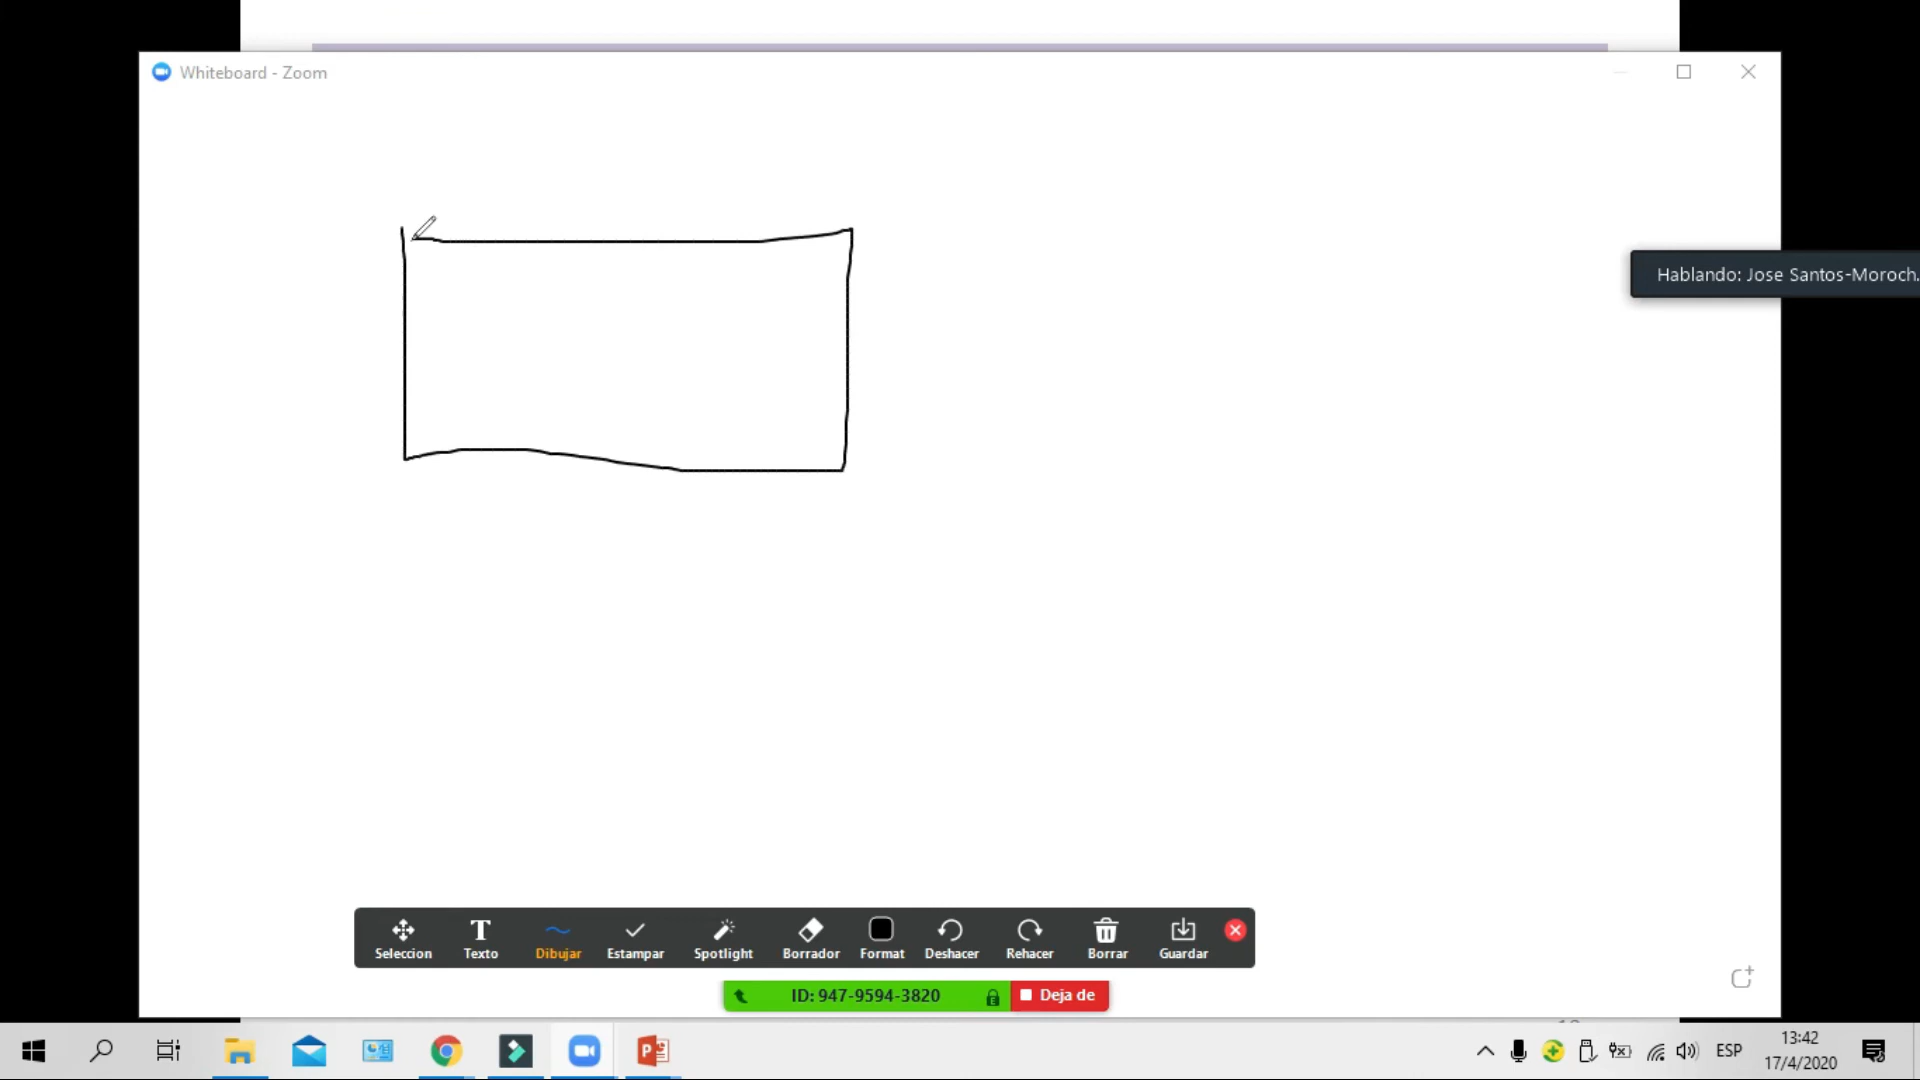 Whiteboard - Zoom
Hablando: Jose Santos-Moroch...
Seleccion
Texto
Dibujar
Estampar
Spotlight
Borrador
Format
Deshacer
Rehacer
Borrar
Guardar
ID: 947-9594-3820
Deja de
ESP
13:42
17/4/2020